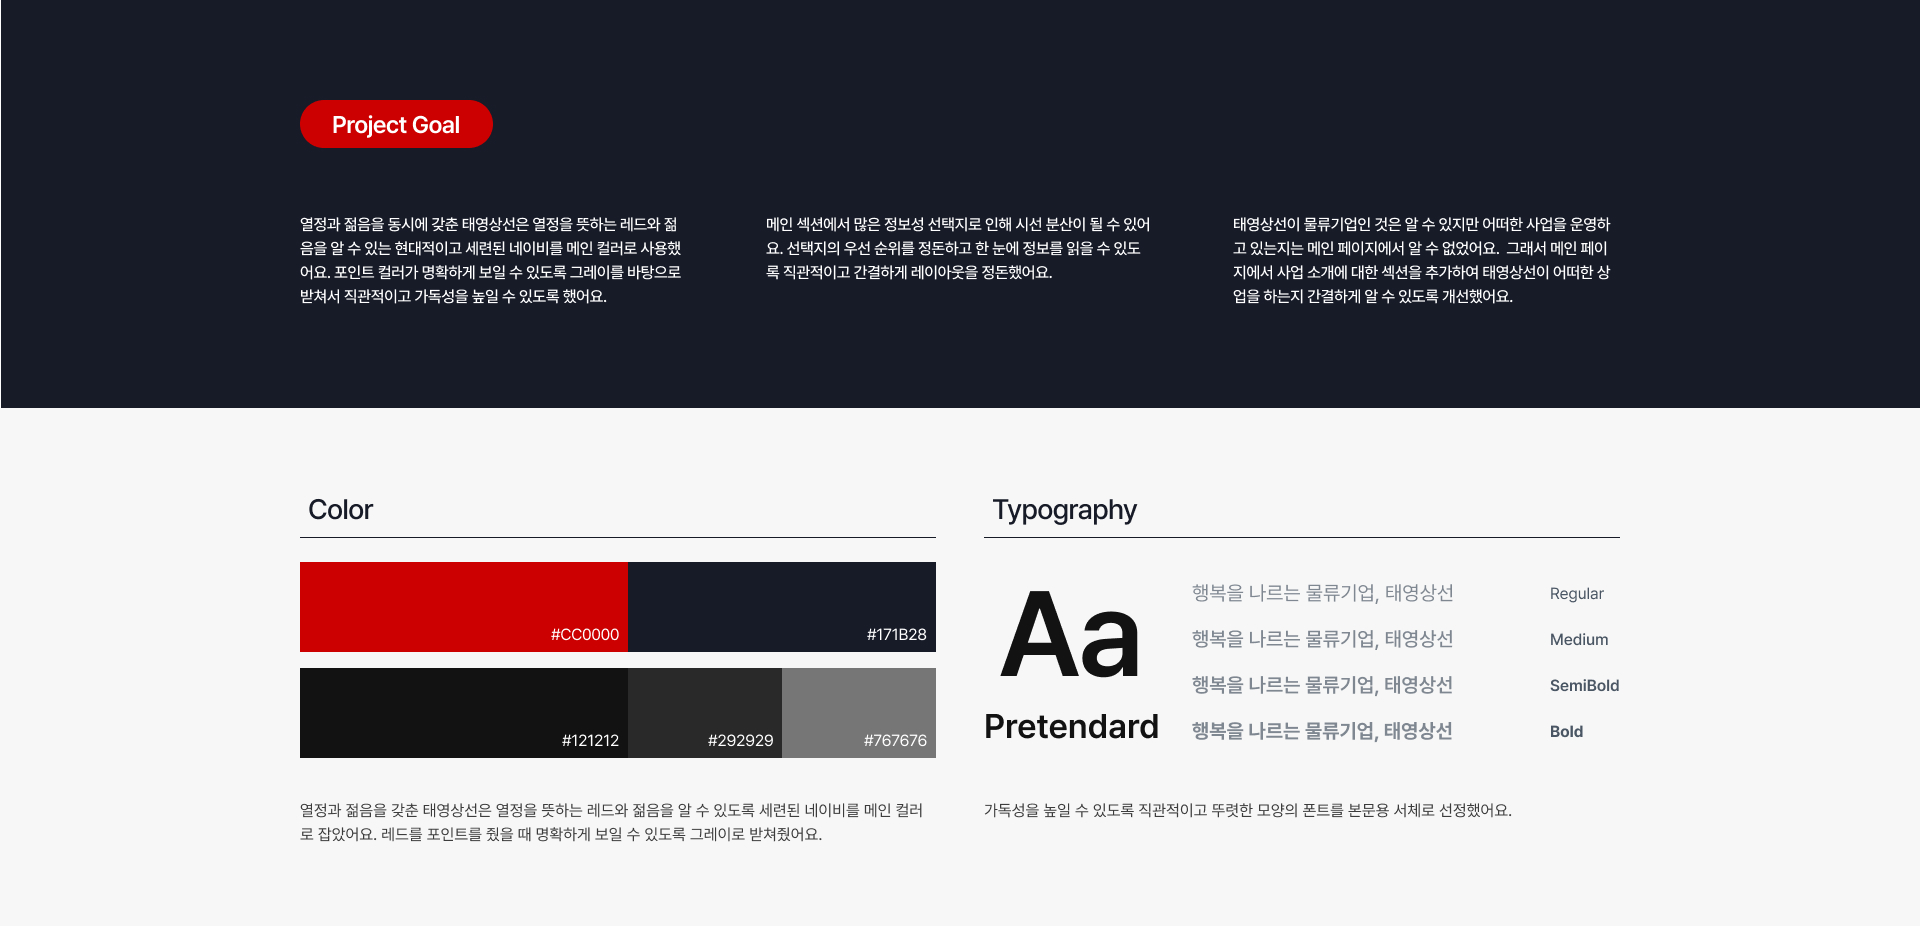 Project Goal
열정과 젊음을 동시에 갖춘 태영상선은 열정을 뜻하는 레드와 젊
음을 알 수 있는 현대적이고 세련된 네이비를 메인 컬러로 사용했
어요. 포인트 컬러가 명확하게 보일 수 있도록 그레이를 바탕으로
받쳐서 직관적이고 가독성을 높일 수 있도록 했어요.
메인 섹션에서 많은 정보성 선택지로 인해 시선 분산이 될 수 있어
요. 선택지의 우선 순위를 정돈하고 한 눈에 정보를 읽을 수 있도
록 직관적이고 간결하게 레이아웃을 정돈했어요.
태영상선이 물류기업인 것은 알 수 있지만 어떠한 사업을 운영하
고 있는지는 메인 페이지에서 알 수 없었어요. 그래서 메인 페이
지에서 사업 소개에 대한 섹션을 추가하여 태영상선이 어떠한 상
업을 하는지 간결하게 알 수 있도록 개선했어요.
Color
#CC0000
#171B28
#121212
#292929
#767676
열정과 젊음을 갖춘 태영상선은 열정을 뜻하는 레드와 젊음을 알 수 있도록 세련된 네이비를 메인 컬러
로 잡았어요. 레드를 포인트를 줬을 때 명확하게 보일 수 있도록 그레이로 받쳐줬어요.
Typography
Aa
Pretendard
행복을 나르는 물류기업, 태영상선
Regular
행복을 나르는 물류기업, 태영상선
Medium
행복을 나르는 물류기업, 태영상선
SemiBold
행복을 나르는 물류기업, 태영상선
Bold
가독성을 높일 수 있도록 직관적이고 뚜렷한 모양의 폰트를 본문용 서체로 선정했어요.